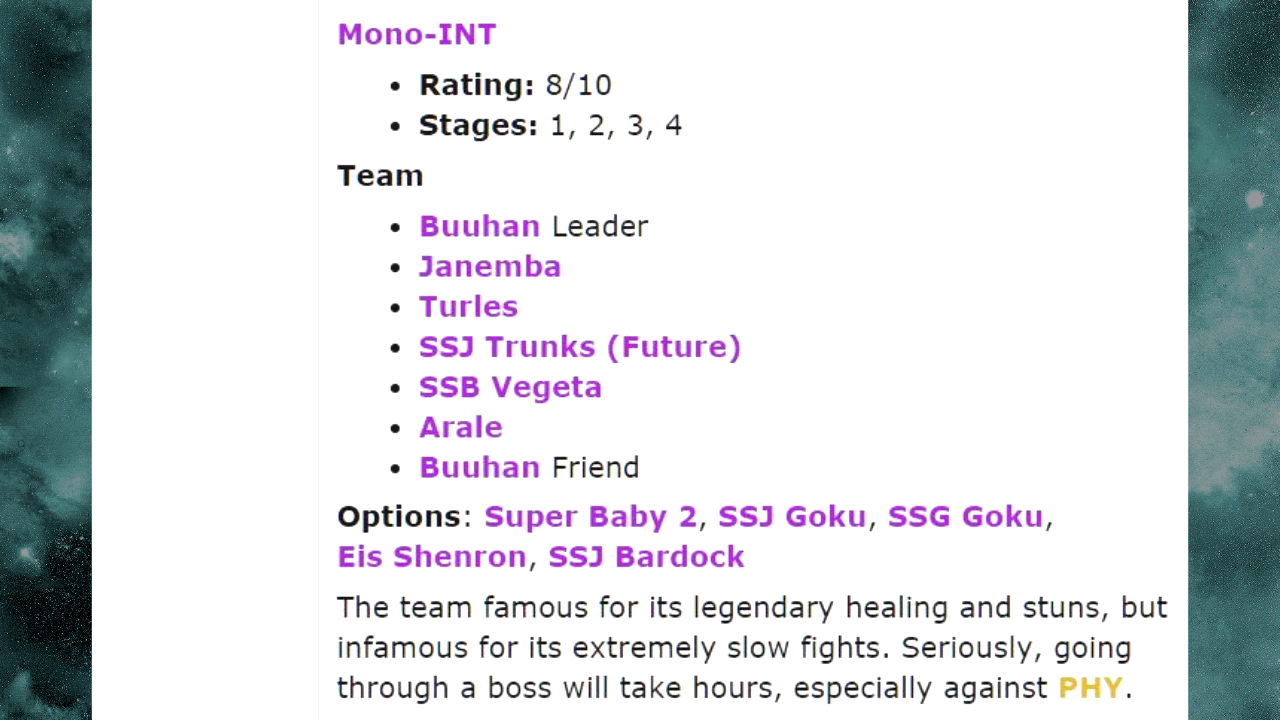 Mono-INT
Rating: 8/10
Stages: 1, 2, 3, 4
Team
Buuhan Leader
Janemba
Turles
SSJ Trunks (Future)
SSB Vegeta
Arale
Buuhan Friend
Options: Super Baby 2, SSJ Goku, SSG Goku,
Eis Shenron, SSJ Bardock
The team famous for its legendary healing and stuns, but
infamous for its extremely slow fights. Seriously, going
through a boss will take hours, especially against PHY.